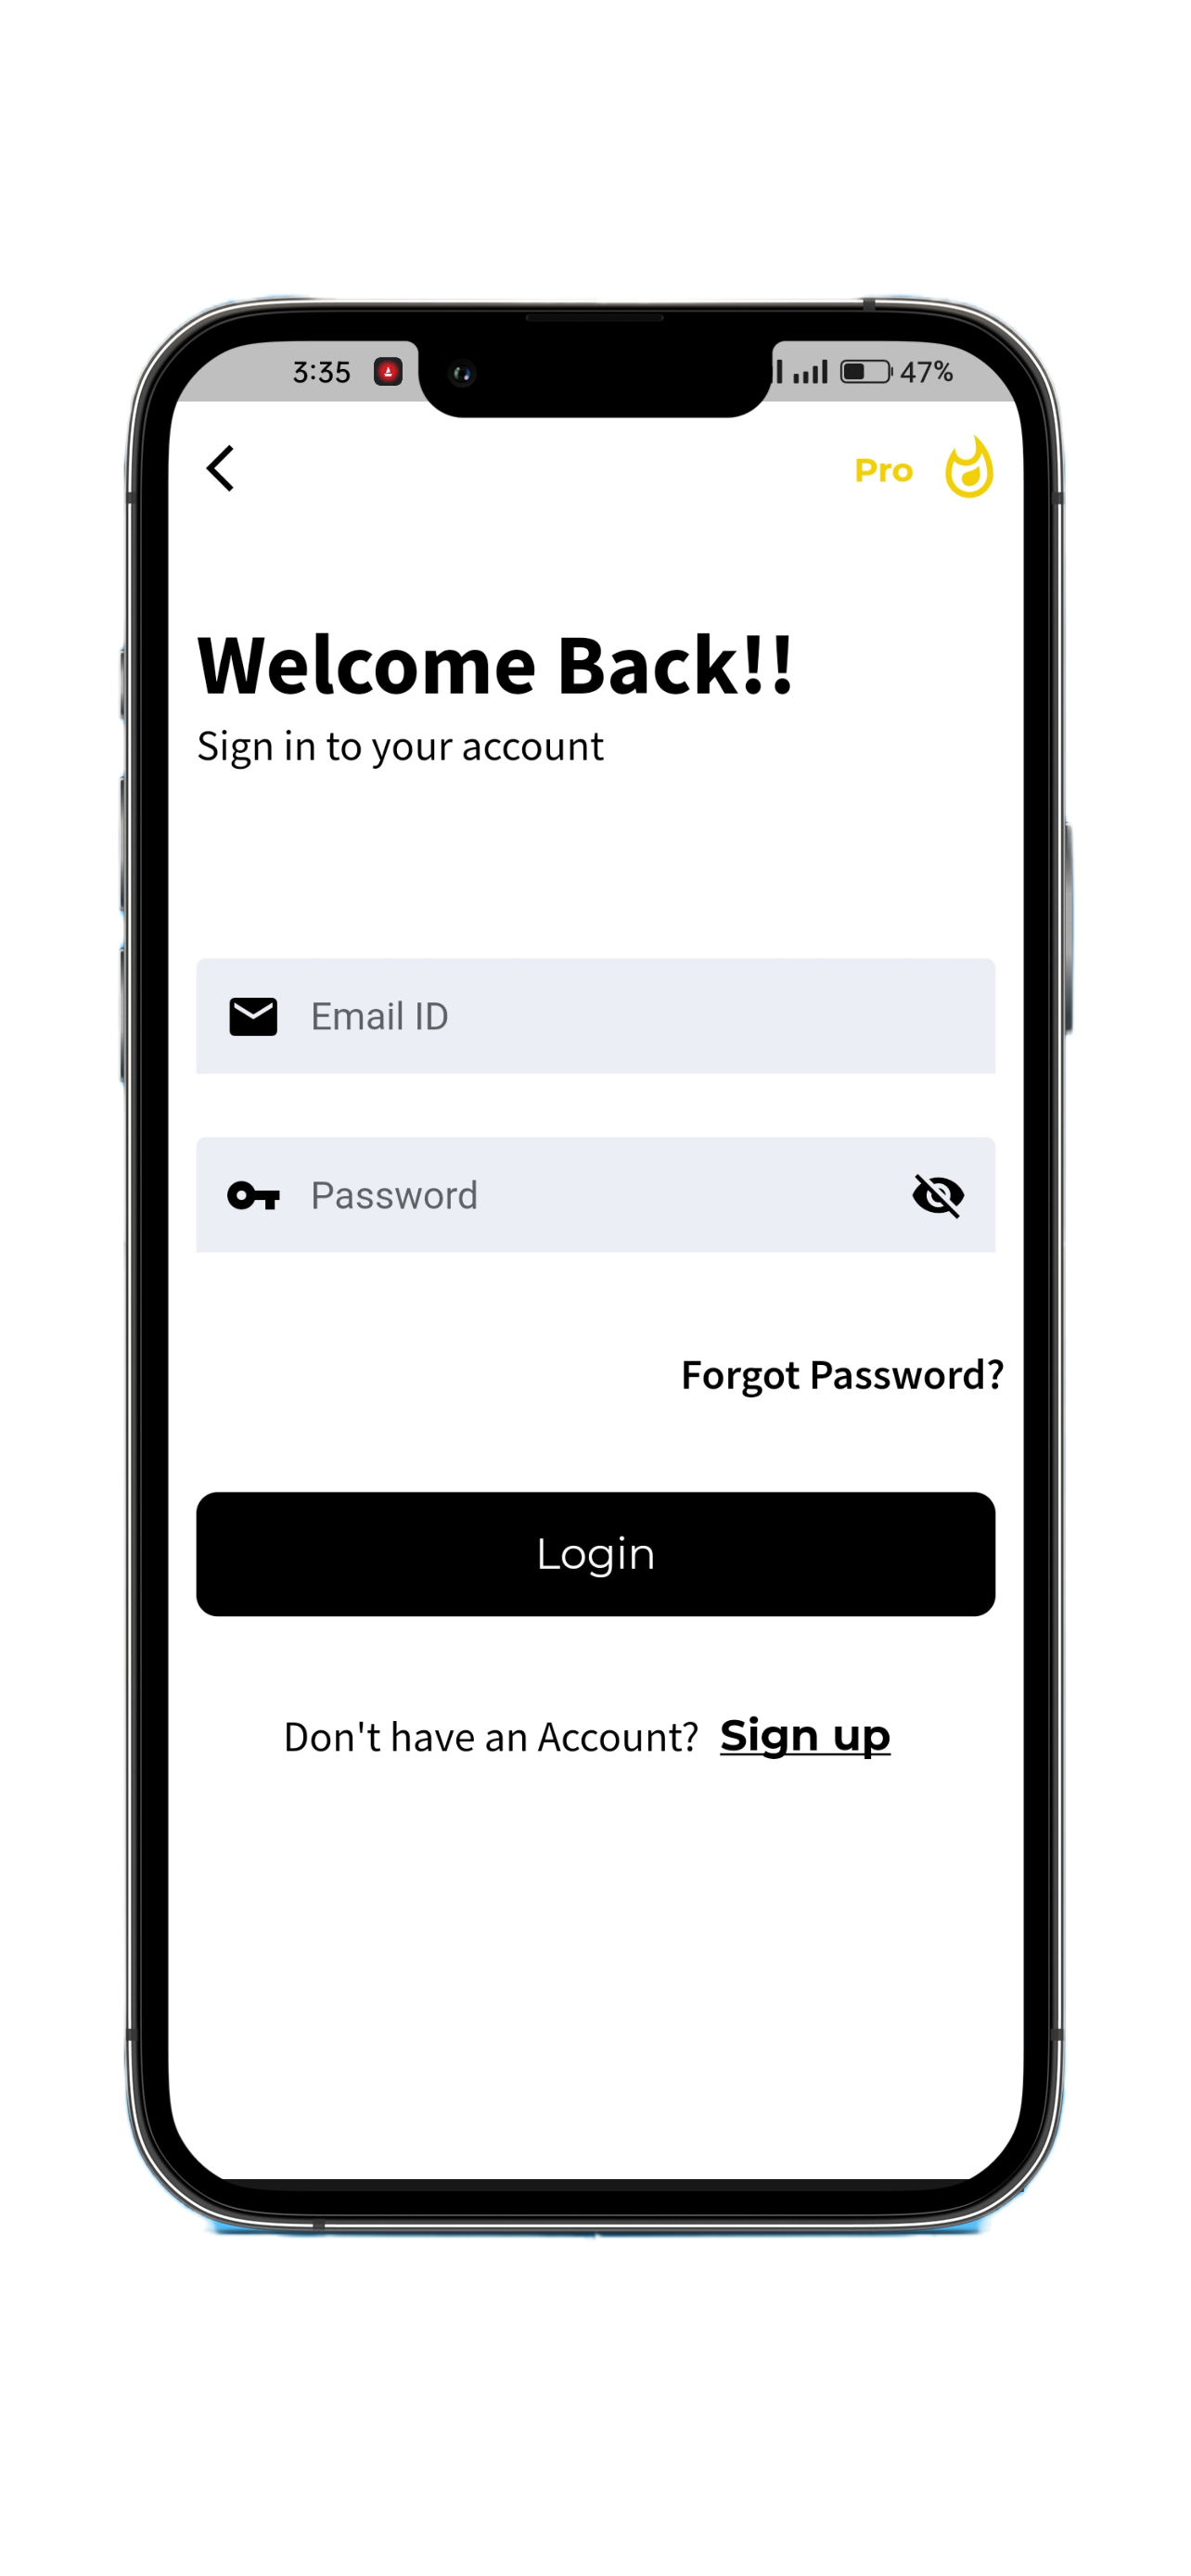 3:35 47%
Pro
Welcome Back!!
Sign in to your account
Email ID
Password
Forgot Password?
Login
Don't have an Account? Sign up